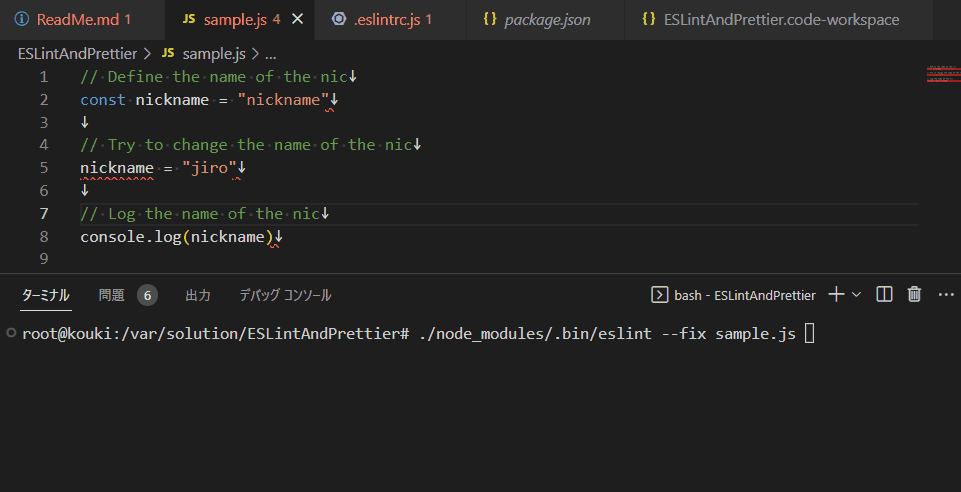 ReadMe.md 1 JS sample.js 4 × .eslintrc.js 1 {} package.json {} ESLintAndPrettier.code-workspace
ESLintAndPrettier > JS sample.js > ...
1 // Define the name of the nic↓
2 const nickname = "nickname"↓
3 ↓
4 // Try to change the name of the nic↓
5 nickname = "jiro"↓
6 ↓
7 // Log the name of the nic↓
8 console.log(nickname)↓
9
ターミナル 問題 6 出力 デバッグ コンソール bash - ESLintAndPrettier
root@kouki:/var/solution/ESLintAndPrettier# ./node_modules/.bin/eslint --fix sample.js